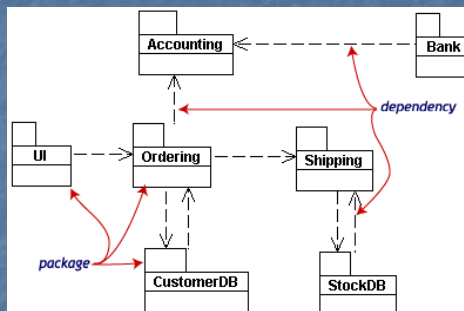 Accounting
Bank
dependency
UI
Ordering
Shipping
package
CustomerDB
StockDB